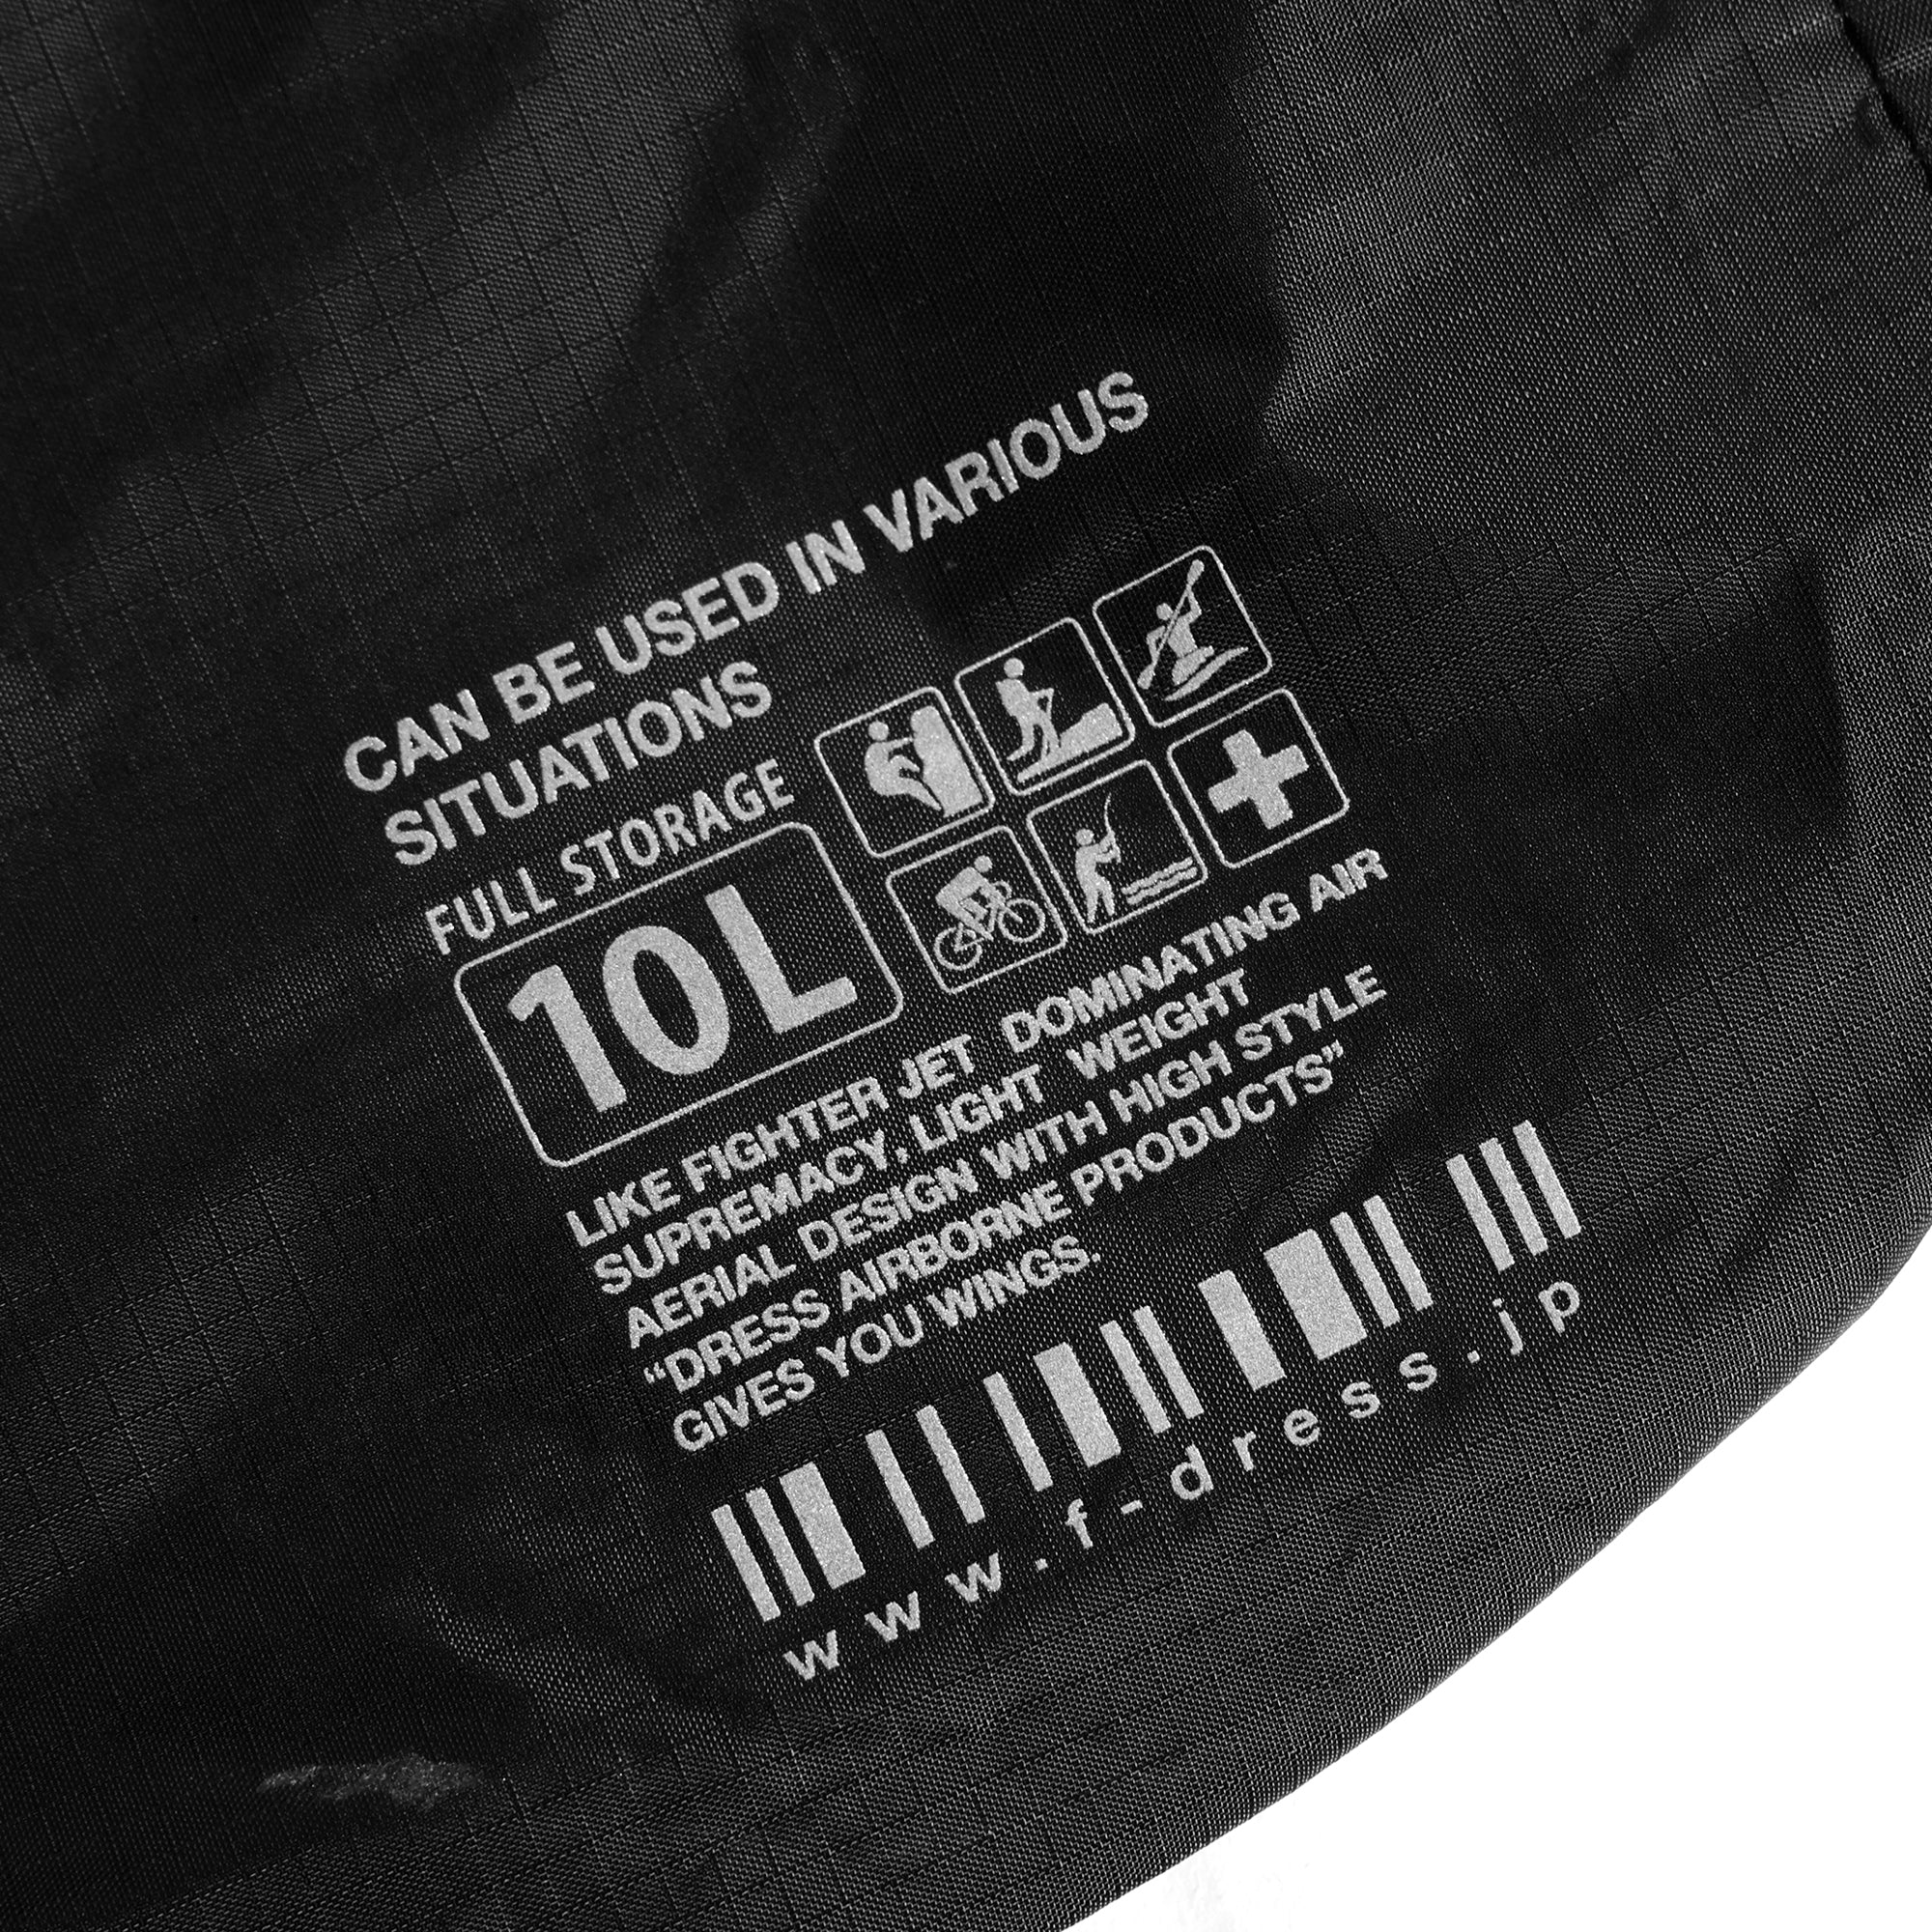 CAN BE USED IN VARIOUS
SITUATIONS
FULL STORAGE
10L
LIKE FIGHTER JET DOMINATING AIR
SUPREMACY, LIGHT WEIGHT
AERIAL DESIGN WITH HIGH STYLE
“DRESS AIRBORNE PRODUCTS”
GIVES YOU WINGS.
www.f-dress.jp